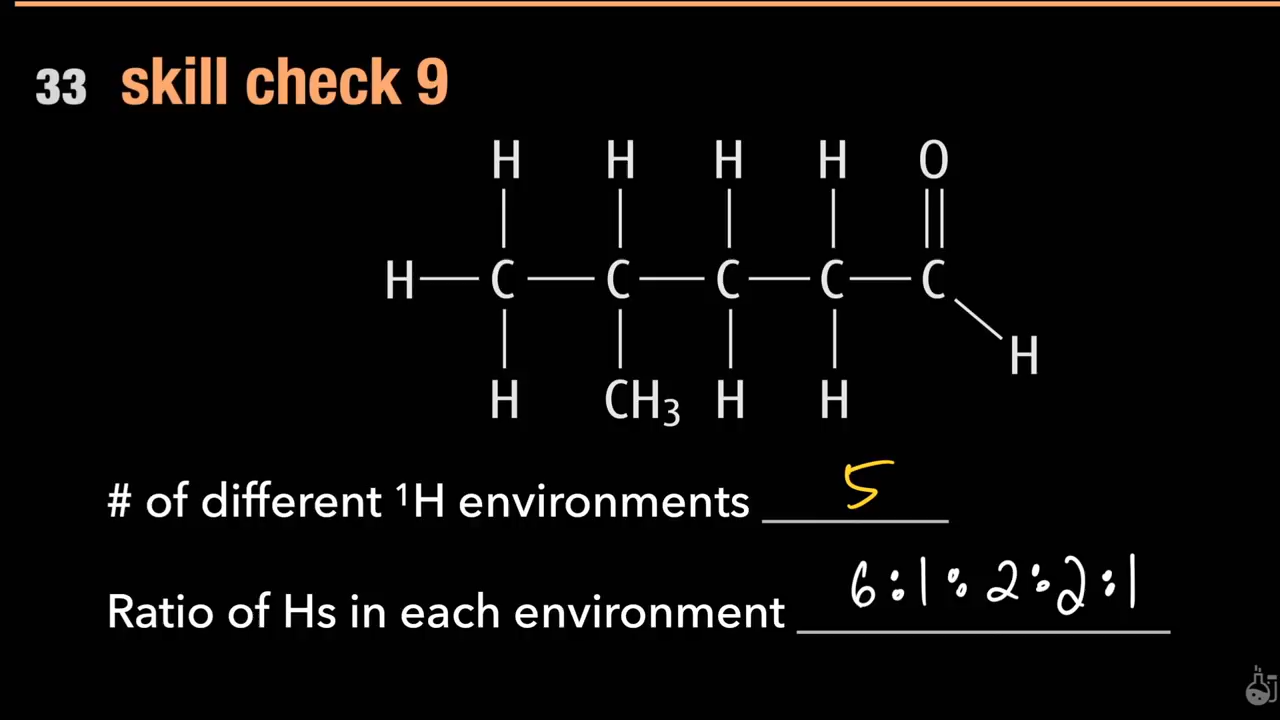 33 skill check 9
H H H H O
H C C C C C
H
H CH₃ H H
# of different ¹H environments 5
Ratio of Hs in each environment 6:1:2:2:1